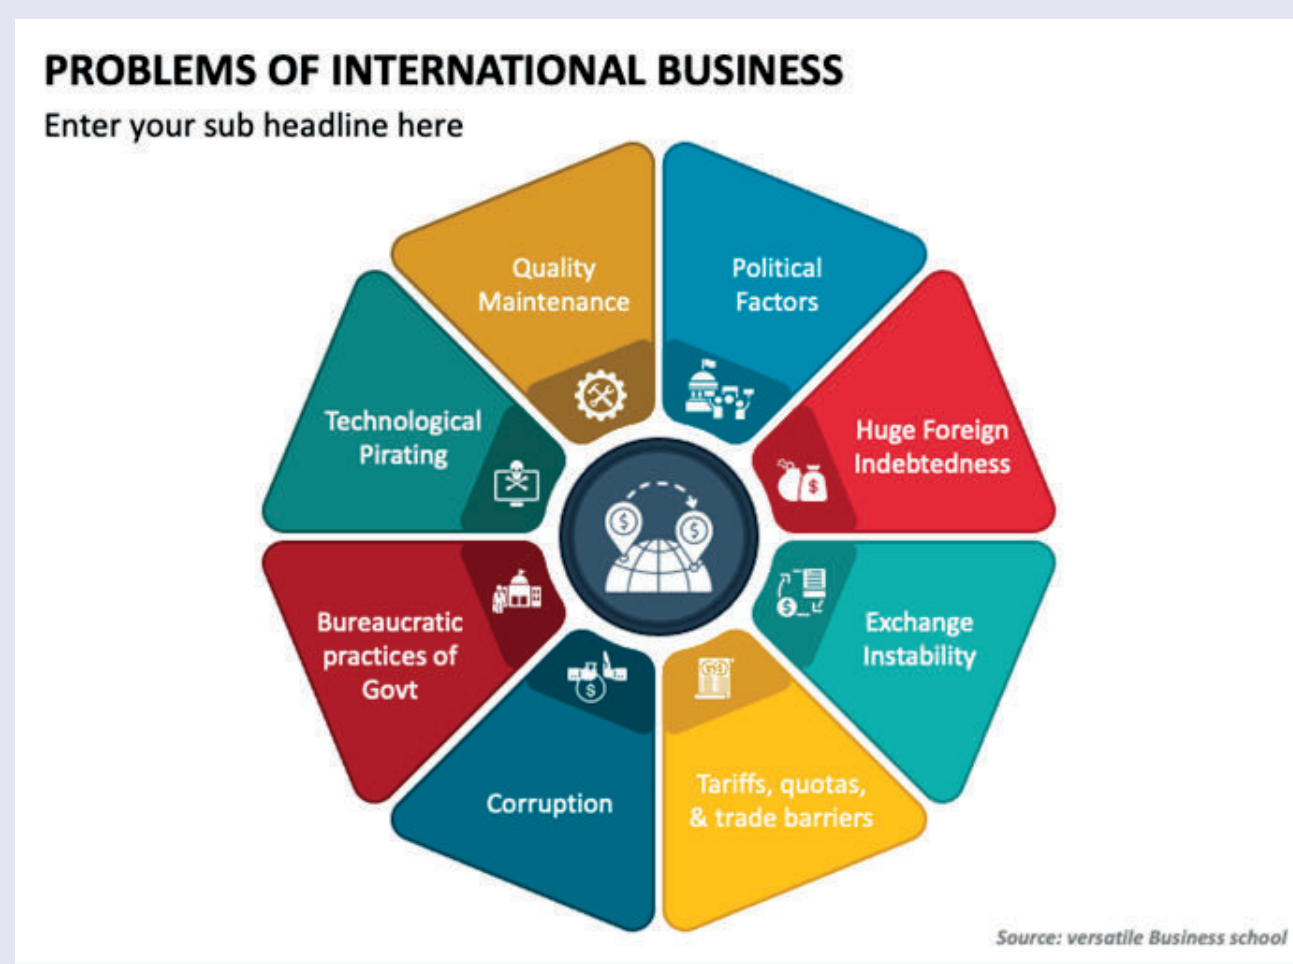 PROBLEMS OF INTERNATIONAL BUSINESS
Enter your sub headline here
Quality
Maintenance
Political
Factors
Technological
Pirating
Huge Foreign
Indebtedness
Bureaucratic
practices of
Govt
Exchange
Instability
Corruption
Tariffs, quotas,
& trade barriers
Source: versatile Business school